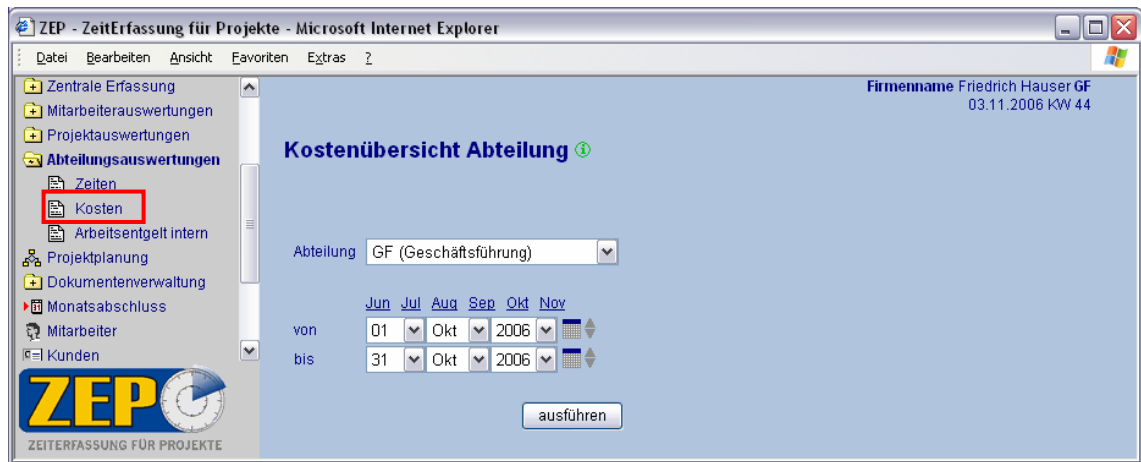 ZEP - ZeitErfassung für Projekte - Microsoft Internet Explorer
Datei Bearbeiten Ansicht Favoriten Extras ?
Zentrale Erfassung
Mitarbeiterauswertungen
Projektauswertungen
Abteilungsauswertungen
Zeiten
Kosten
Arbeitsentgelt intern
Projektplanung
Dokumentenverwaltung
Monatsabschluss
Mitarbeiter
Kunden
ZEP
ZEITERFASSUNG FÜR PROJEKTE
Firmenname Friedrich Hauser GF
03.11.2006 KW 44
Kostenübersicht Abteilung
Abteilung GF (Geschäftsführung)
Jun Jul Aug Sep Okt Nov
von 01 Okt 2006
bis 31 Okt 2006
ausführen